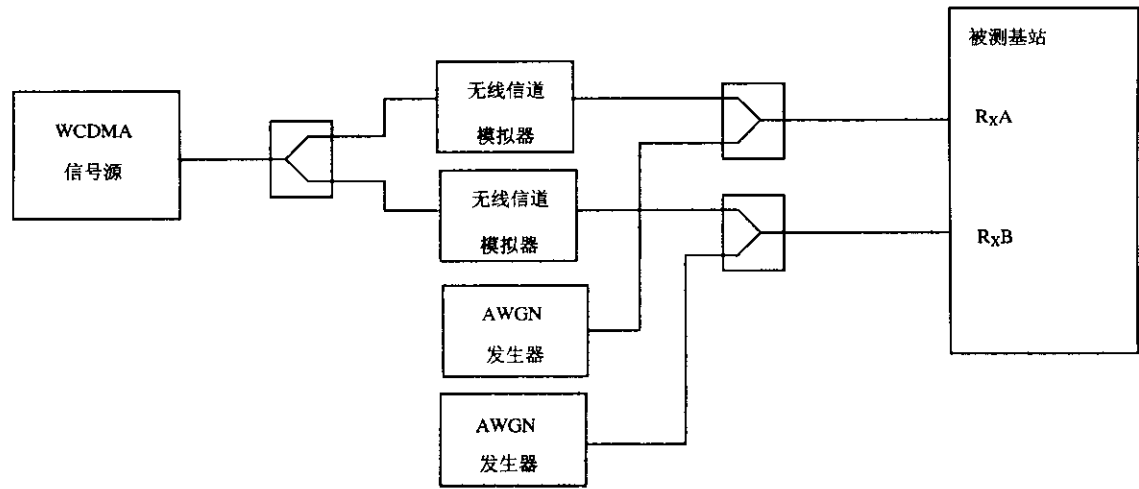 WCDMA
信号源
无线信道
模拟器
无线信道
模拟器
AWGN
发生器
AWGN
发生器
被测基站
RxA
RxB